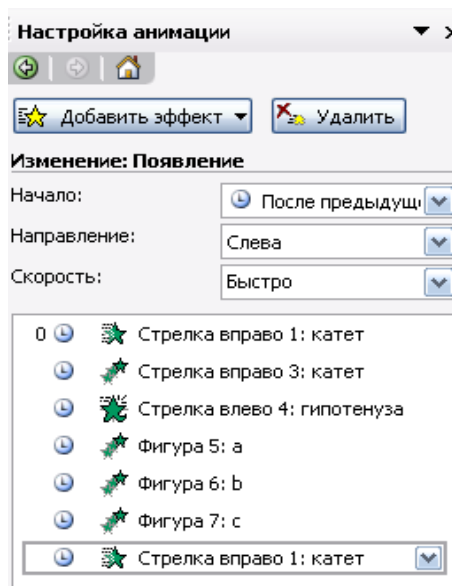 Настройка анимации
Добавить эффект
Удалить
Изменение: Появление
Начало:
После предыдущ
Направление:
Слева
Скорость:
Быстро
0 Стрелка вправо 1: катет
Стрелка вправо 3: катет
Стрелка влево 4: гипотенуза
Фигура 5: a
Фигура 6: b
Фигура 7: c
Стрелка вправо 1: катет